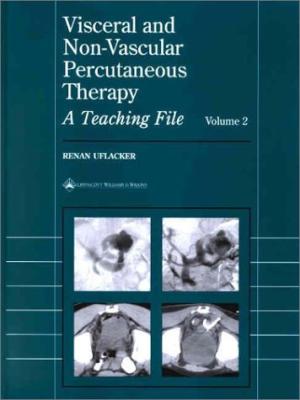 Visceral and
Non-Vascular
Percutaneous
Therapy
A Teaching File Volume 2
RENAN UFLACKER
LIPPINCOTT WILLIAMS & WILKINS